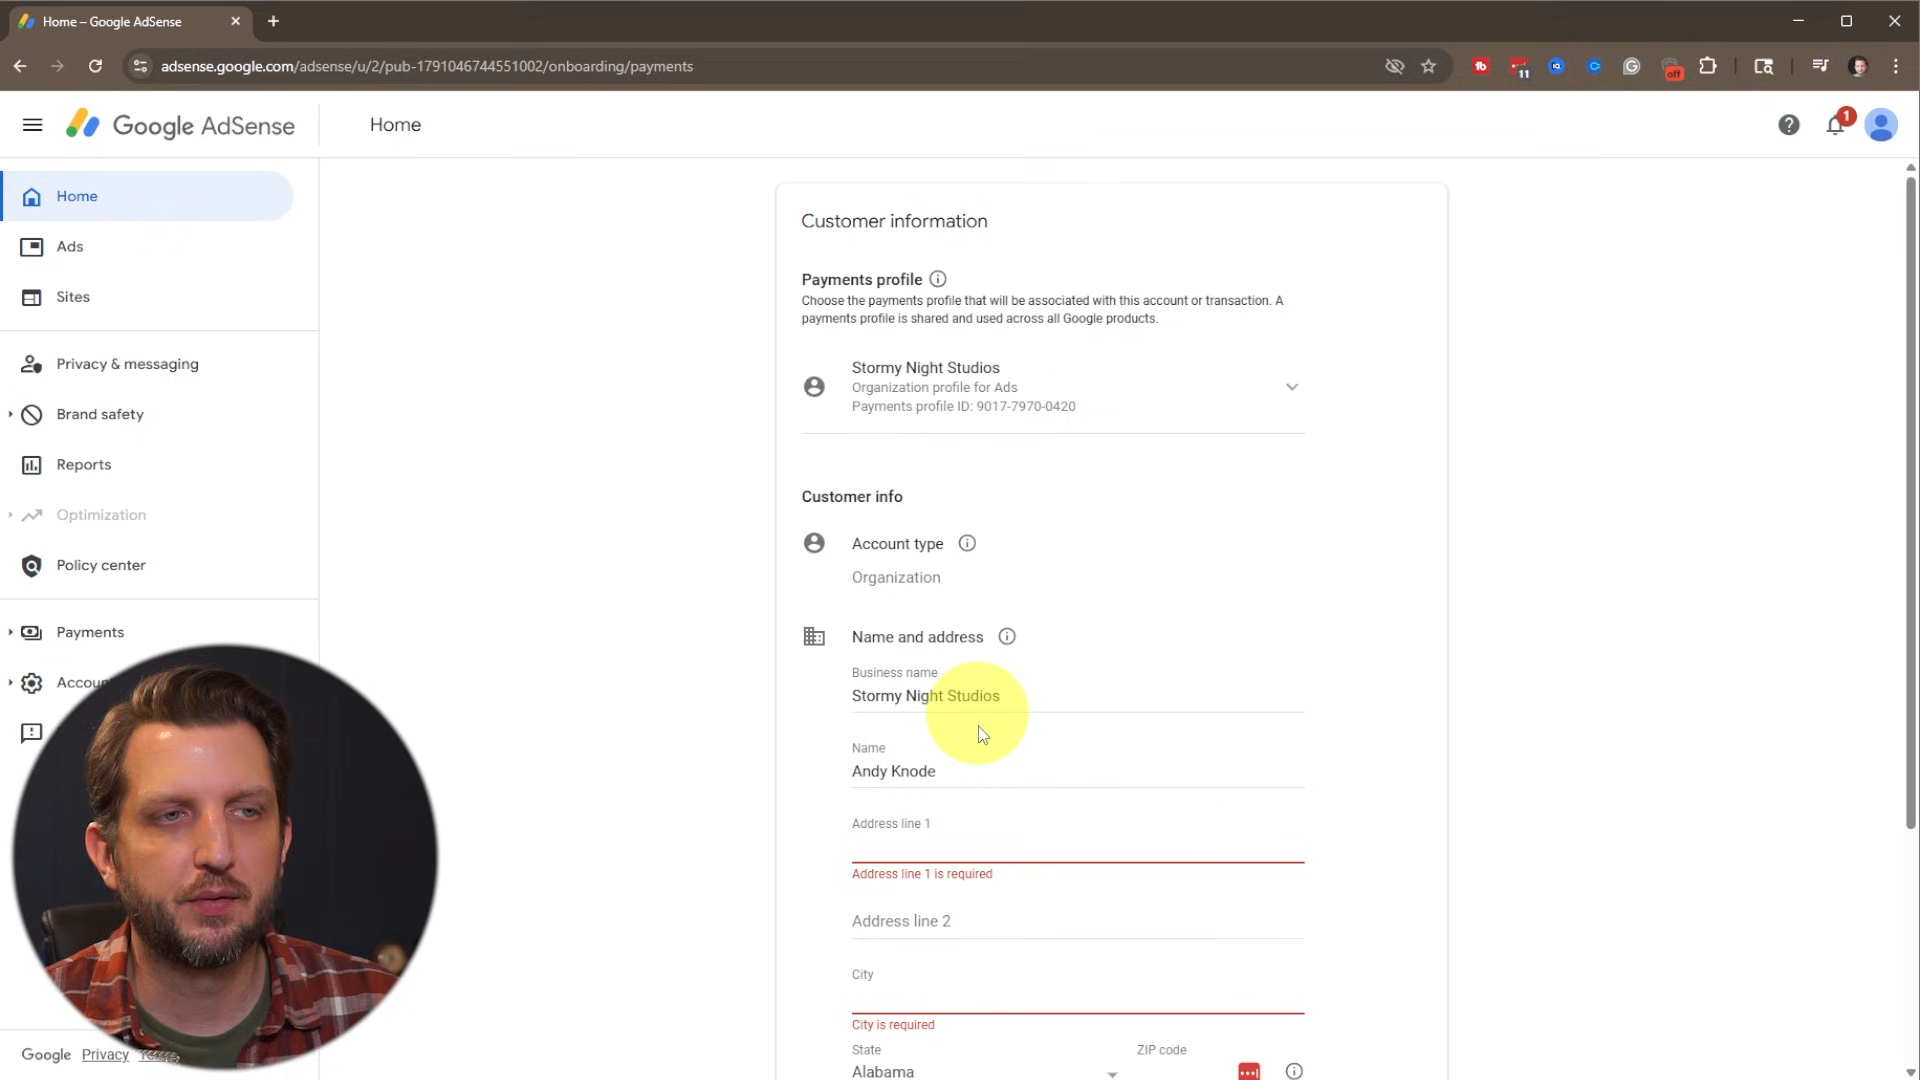 Home – Google AdSense
adsense.google.com/adsense/u/2/pub-1791046744551002/onboarding/payments
11
off
Google AdSense
Home
1
Home
Ads
Sites
Privacy & messaging
Brand safety
Reports
Optimization
Policy center
Payments
Accou
Google Privacy
Customer information
Payments profile
Choose the payments profile that will be associated with this account or transaction. A
payments profile is shared and used across all Google products.
Stormy Night Studios
Organization profile for Ads
Payments profile ID: 9017-7970-0420
Customer info
Account type
Organization
Name and address
Business name
Stormy Night Studios
Name
Andy Knode
Address line 1
Address line 1 is required
Address line 2
City
City is required
State
ZIP code
Alabama